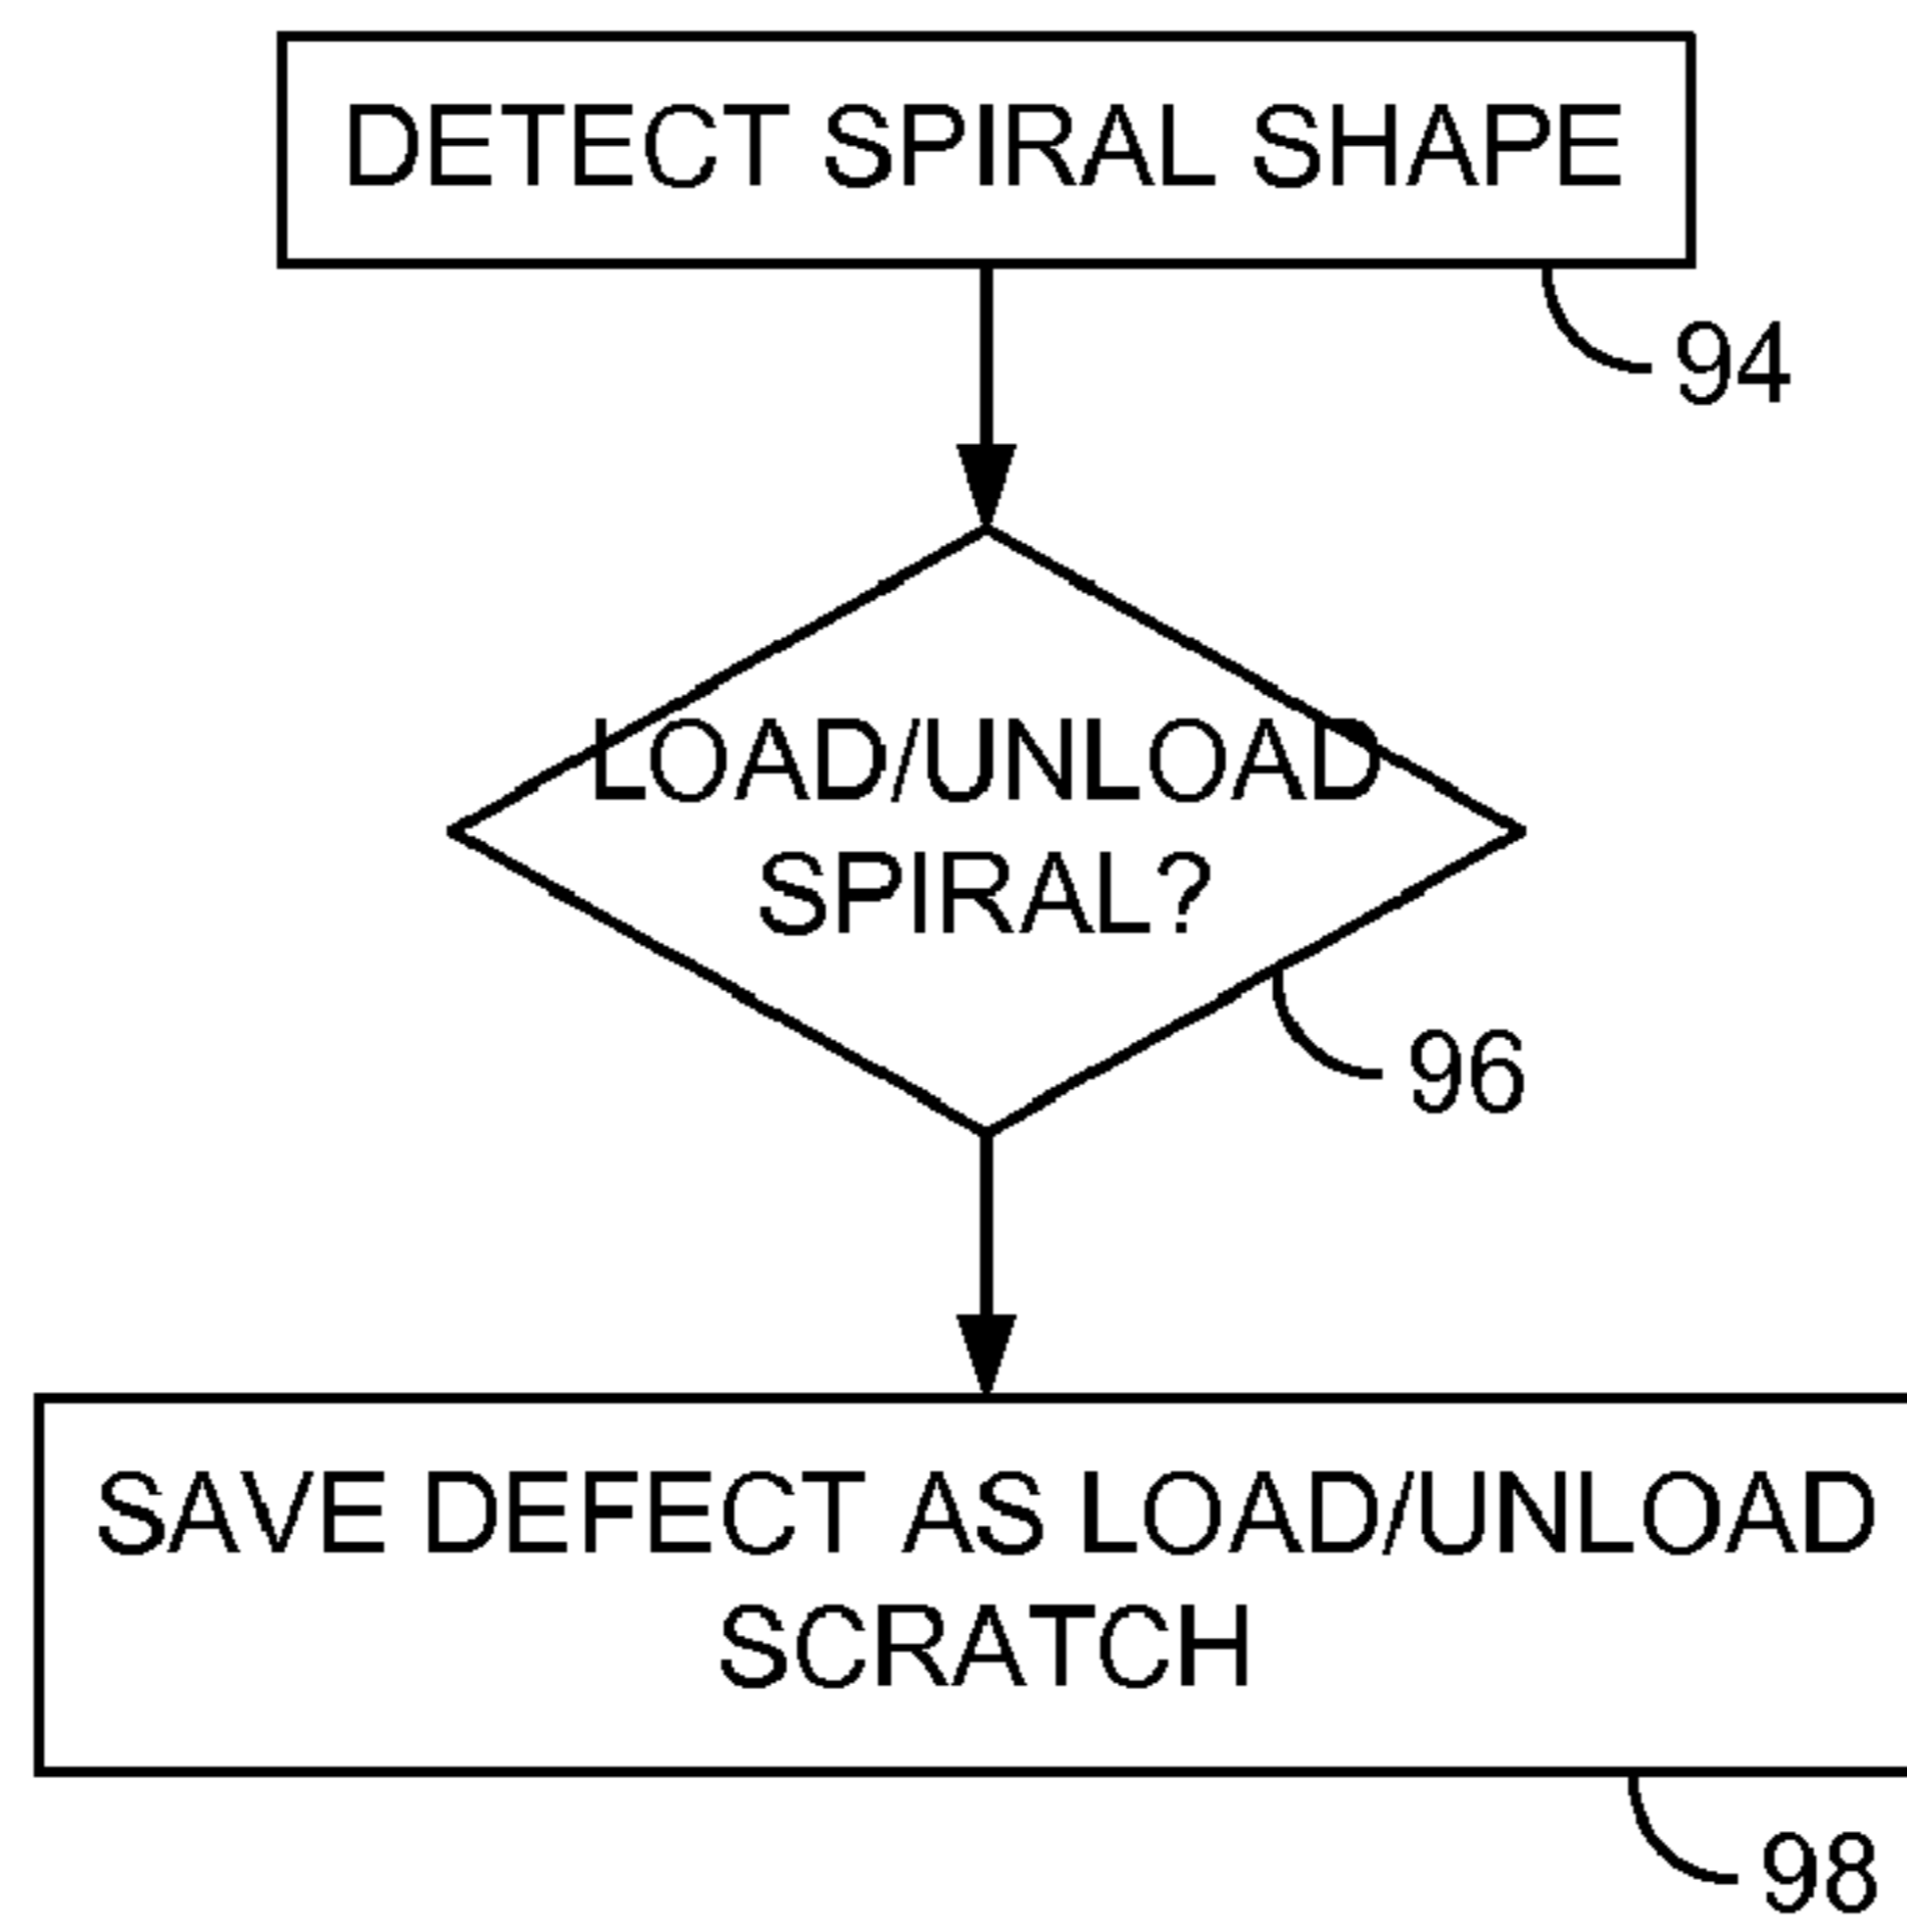 DETECT SPIRAL SHAPE
94
LOAD/UNLOAD
SPIRAL?
96
SAVE DEFECT AS LOAD/UNLOAD
SCRATCH
98